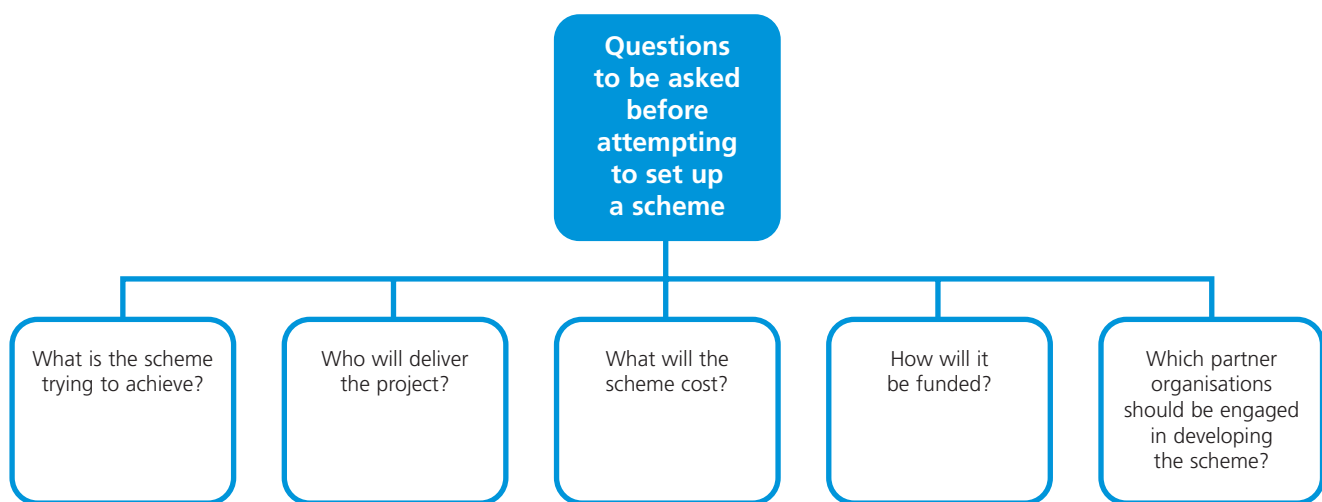 Questions
to be asked
before
attempting
to set up
a scheme
What is the scheme
trying to achieve?
Who will deliver
the project?
What will the
scheme cost?
How will it
be funded?
Which partner
organisations
should be engaged
in developing
the scheme?